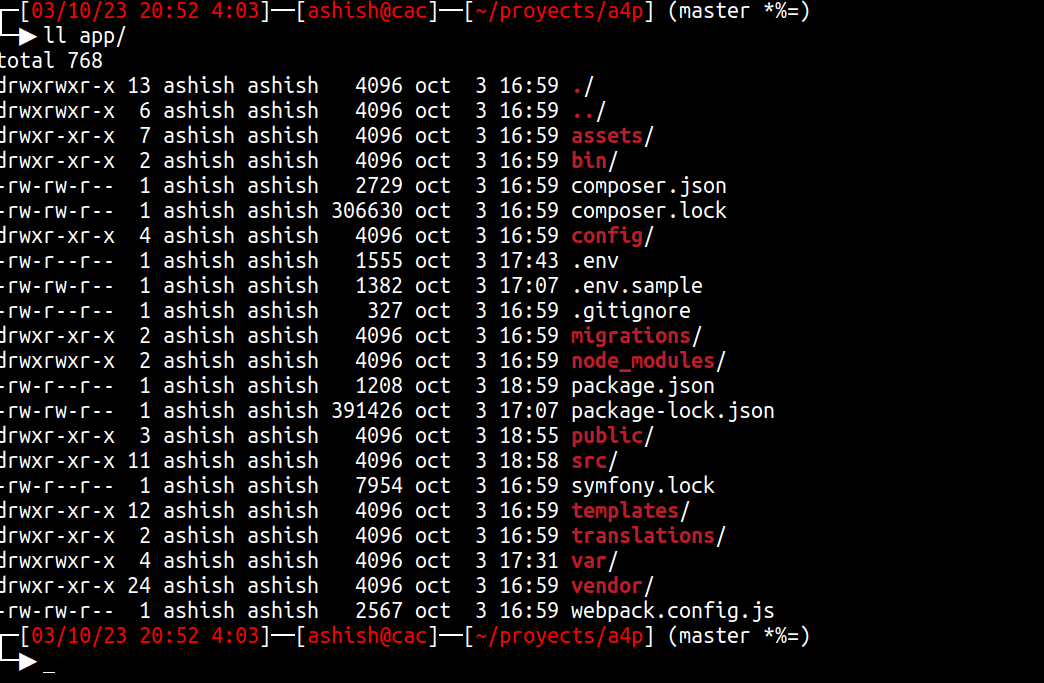 ┌─[03/10/23 20:52 4:03]──[ashish@cac]──[~/proyects/a4p] (master *%=)
└─▶ ll app/
total 768
drwxrwxr-x 13 ashish ashish   4096 oct  3 16:59 ./
drwxrwxr-x  6 ashish ashish   4096 oct  3 16:59 ../
drwxr-xr-x  7 ashish ashish   4096 oct  3 16:59 assets/
drwxr-xr-x  2 ashish ashish   4096 oct  3 16:59 bin/
-rw-rw-r--  1 ashish ashish   2729 oct  3 16:59 composer.json
-rw-rw-r--  1 ashish ashish 306630 oct  3 16:59 composer.lock
drwxr-xr-x  4 ashish ashish   4096 oct  3 16:59 config/
-rw-r--r--  1 ashish ashish   1555 oct  3 17:43 .env
-rw-rw-r--  1 ashish ashish   1382 oct  3 17:07 .env.sample
-rw-r--r--  1 ashish ashish    327 oct  3 16:59 .gitignore
drwxr-xr-x  2 ashish ashish   4096 oct  3 16:59 migrations/
drwxrwxr-x  2 ashish ashish   4096 oct  3 16:59 node_modules/
-rw-r--r--  1 ashish ashish   1208 oct  3 18:59 package.json
-rw-rw-r--  1 ashish ashish 391426 oct  3 17:07 package-lock.json
drwxr-xr-x  3 ashish ashish   4096 oct  3 18:55 public/
drwxr-xr-x 11 ashish ashish   4096 oct  3 18:58 src/
-rw-r--r--  1 ashish ashish   7954 oct  3 16:59 symfony.lock
drwxr-xr-x 12 ashish ashish   4096 oct  3 16:59 templates/
drwxr-xr-x  2 ashish ashish   4096 oct  3 16:59 translations/
drwxrwxr-x  4 ashish ashish   4096 oct  3 17:31 var/
drwxr-xr-x 24 ashish ashish   4096 oct  3 16:59 vendor/
-rw-rw-r--  1 ashish ashish   2567 oct  3 16:59 webpack.config.js
┌─[03/10/23 20:52 4:03]──[ashish@cac]──[~/proyects/a4p] (master *%=)
└─▶ _